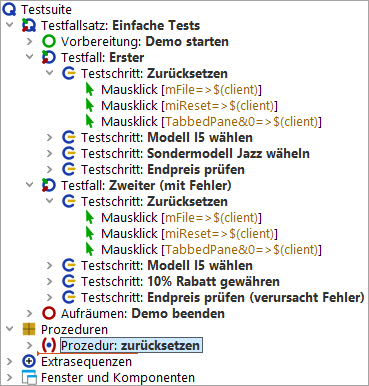 Testsuite
Testfallsatz: Einfache Tests
Vorbereitung: Demo starten
Testfall: Erster
Testschritt: Zurücksetzen
Mausklick [mFile=>$(client)]
Mausklick [miReset=>$(client)]
Mausklick [TabbedPane&0=>$(client)]
Testschritt: Modell I5 wählen
Testschritt: Sondermodell Jazz wäheln
Testschritt: Endpreis prüfen
Testfall: Zweiter (mit Fehler)
Testschritt: Zurücksetzen
Mausklick [mFile=>$(client)]
Mausklick [miReset=>$(client)]
Mausklick [TabbedPane&0=>$(client)]
Testschritt: Modell I5 wählen
Testschritt: 10% Rabatt gewähren
Testschritt: Endpreis prüfen (verursacht Fehler)
Aufräumen: Demo beenden
Prozeduren
Prozedur: zurücksetzen
Extrasequenzen
Fenster und Komponenten